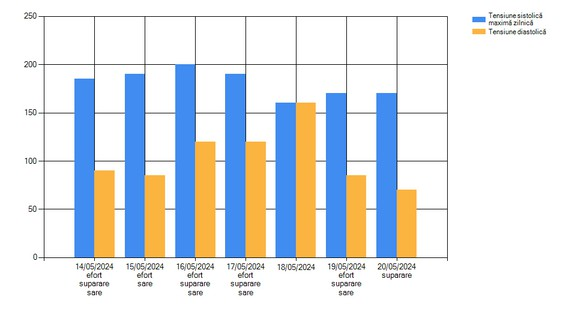 250
200
150
100
50
0
14/05/2024
efort
suparare
sare
15/05/2024
efort
sare
16/05/2024
efort
suparare
sare
17/05/2024
efort
suparare
sare
18/05/2024
19/05/2024
efort
suparare
sare
20/05/2024
suparare
Tensiune sistolică
maximă zilnică
Tensiune diastolică